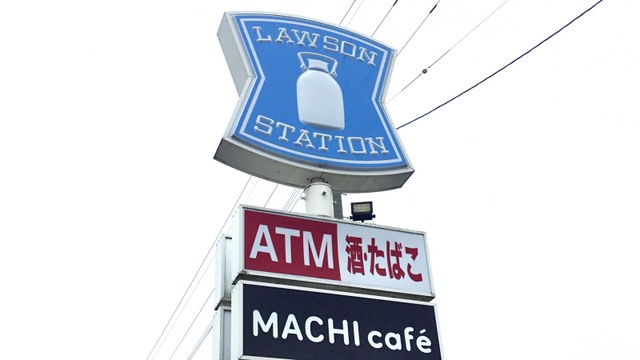 LAWSON
STATION
ATM 酒・たばこ
MACHI café